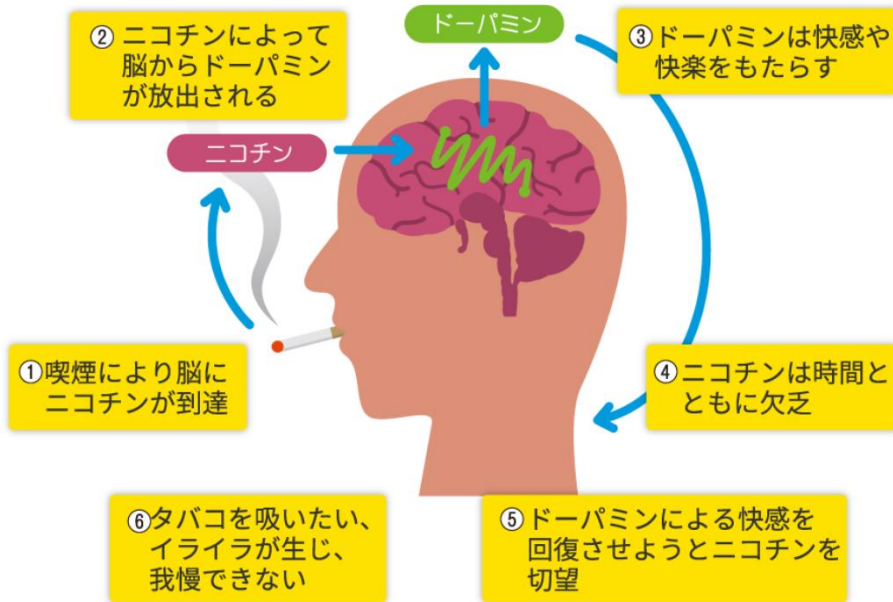 ドーパミン
②ニコチンによって
脳からドーパミン
が放出される
③ドーパミンは快感や
快楽をもたらす
ニコチン
①喫煙により脳に
ニコチンが到達
④ニコチンは時間と
ともに欠乏
⑥タバコを吸いたい、
イライラが生じ、
我慢できない
⑤ドーパミンによる快感を
回復させようとニコチンを
切望